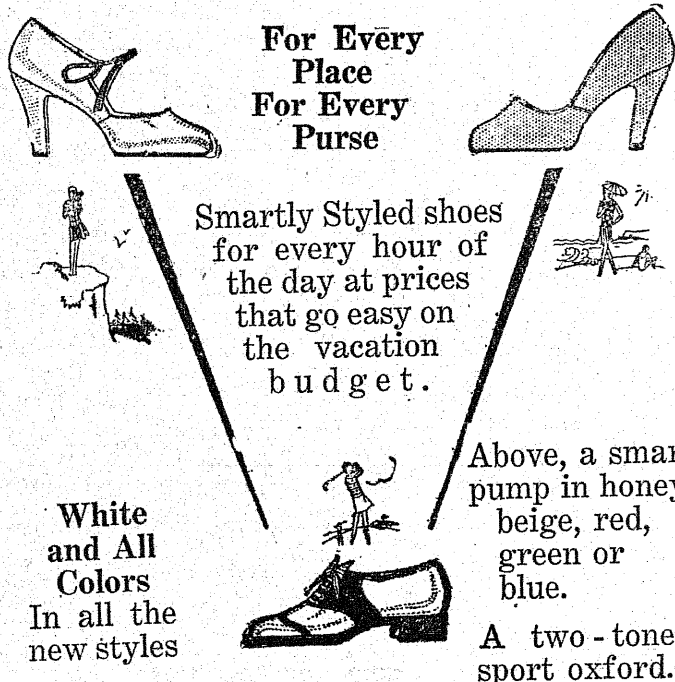 For Every
Place
For Every
Purse
Smartly Styled shoes
for every hour of
the day at prices
that go easy on
the vacation
budget.
White
and All
Colors
In all the
new styles
Above, a smar
pump in honey
beige, red,
green or
blue.
A two-tone
sport oxford.